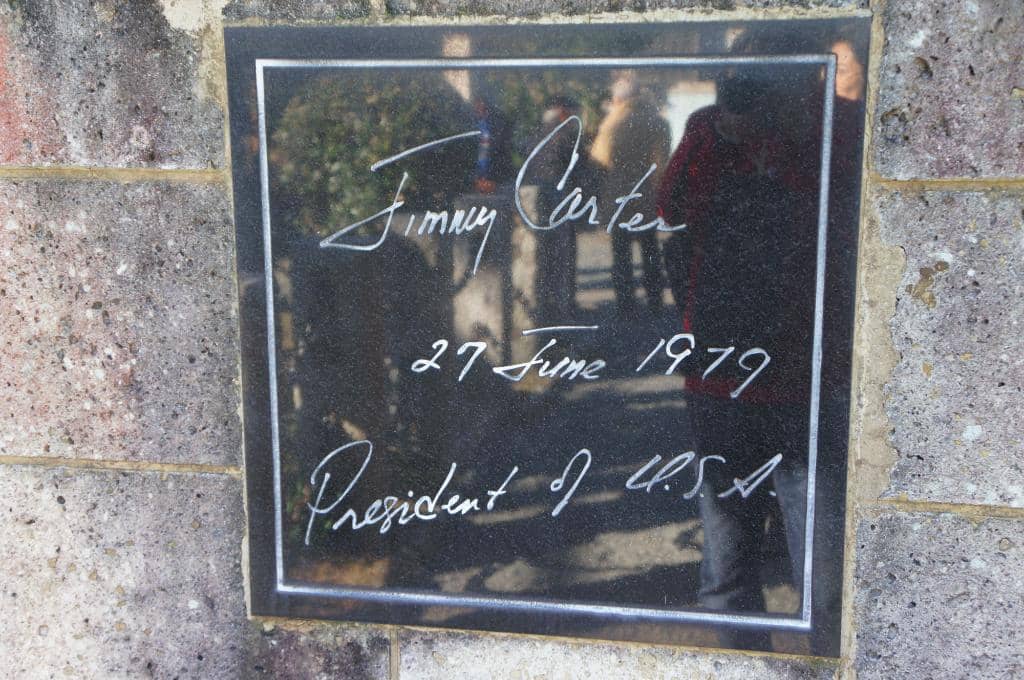 Jimmy Carter
27 June 1979
President of U.S.A.